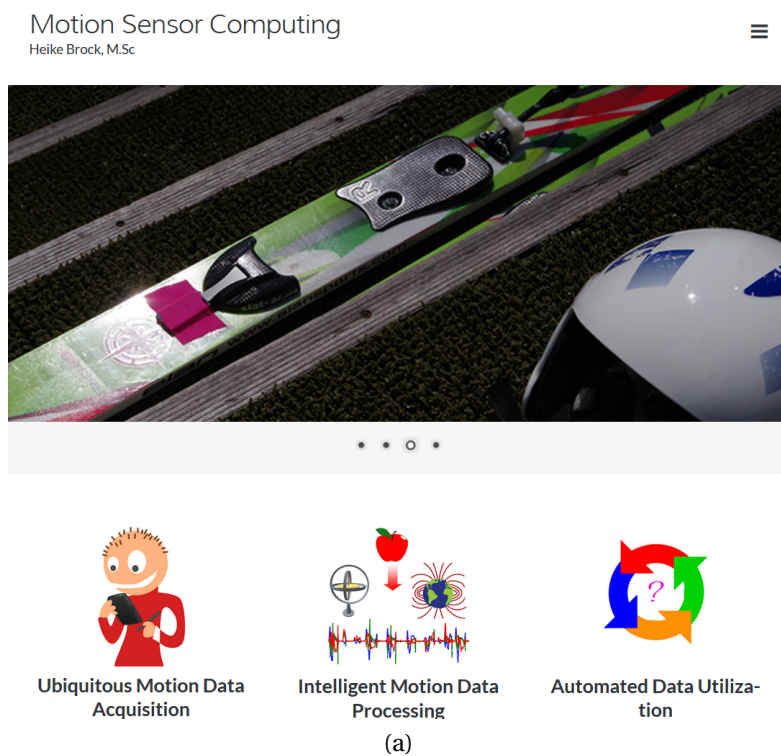 Motion Sensor Computing
Heike Brock, M.Sc
R
?
Ubiquitous Motion Data
Acquisition
Intelligent Motion Data
Processing
Automated Data Utiliza-
tion
(a)